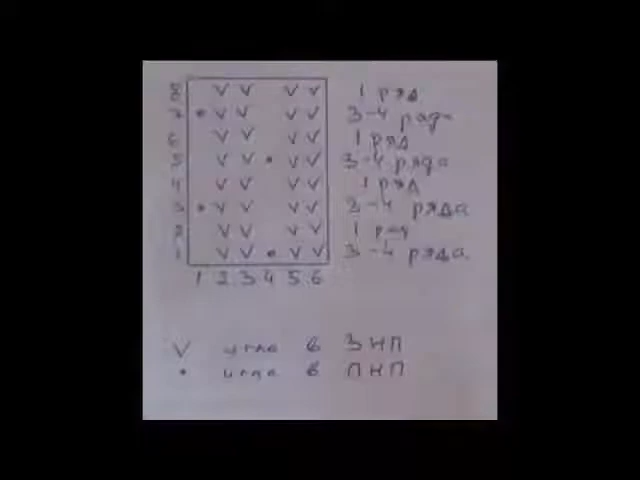 8 V V V V 1 ряд
7 • V V V V 3-4 ряда
6 V V V V 1 ряд
5 V V • V V 3-4 ряда
4 V V V V 1 ряд
3 • V V V V 3-4 ряда
2 V V V V 1 ряд
1 V V • V V 3-4 ряда.
1 2 3 4 5 6
V игла в ЗНП
• игла в ПНП